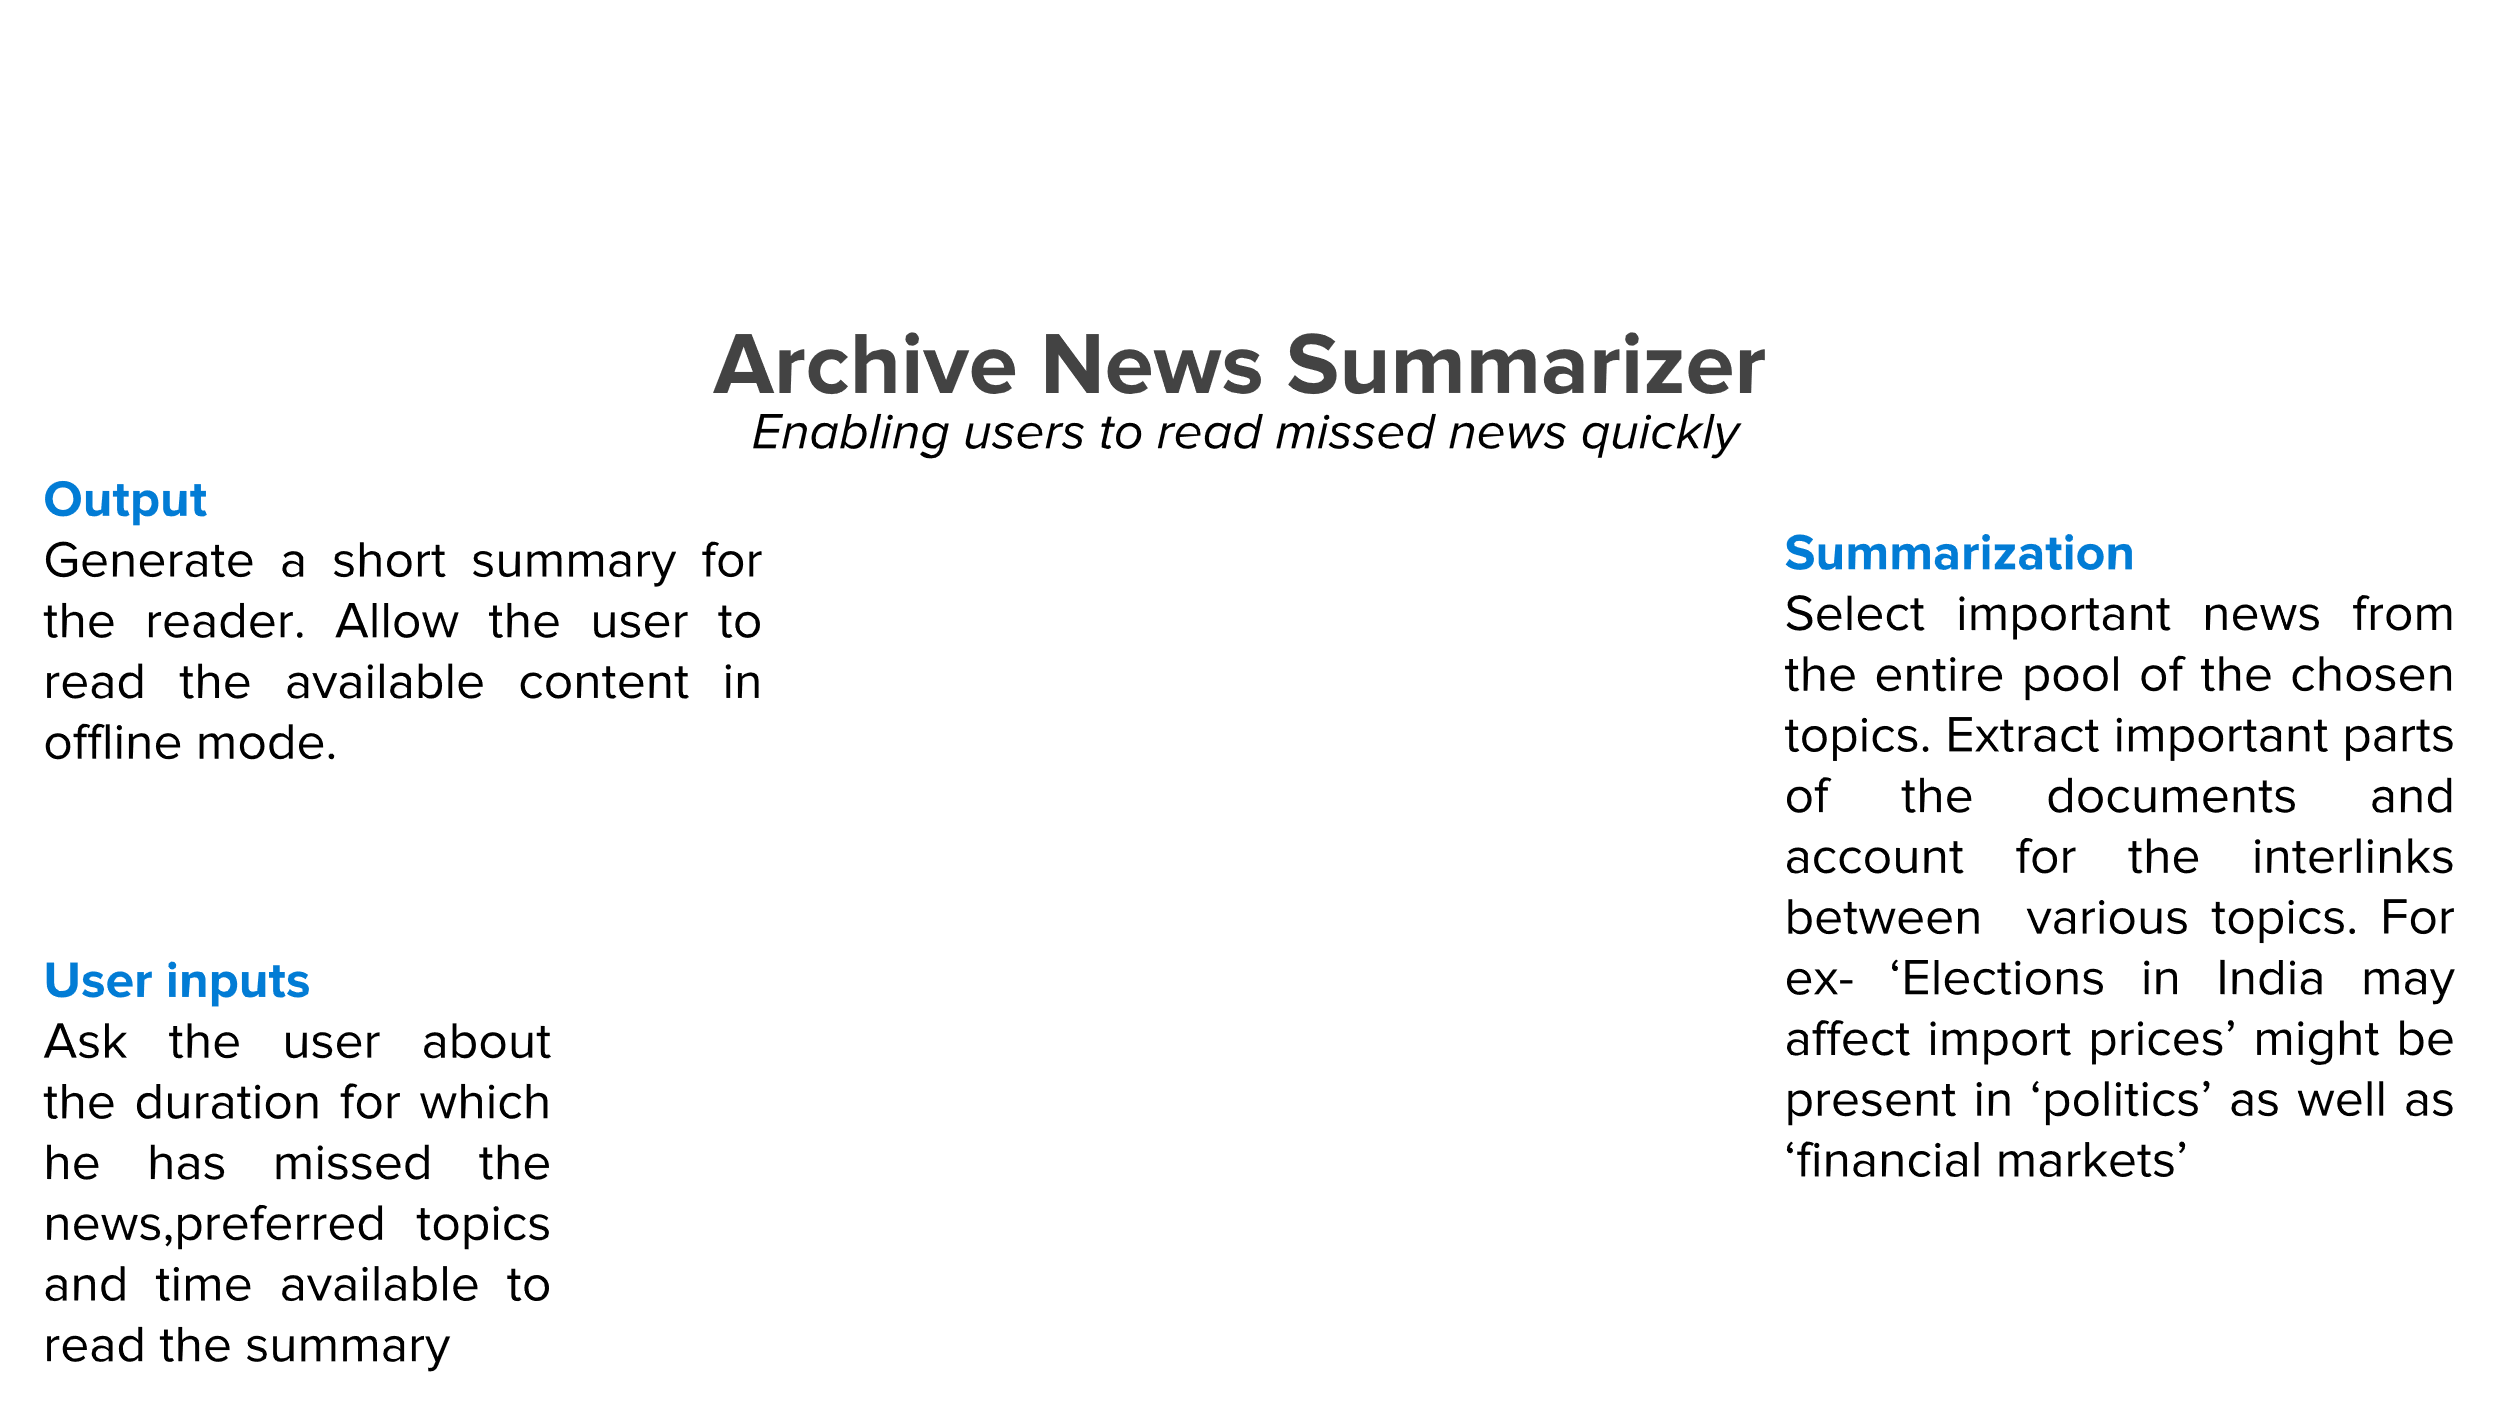 Archive News Summarizer
Enabling users to read missed news quickly
Output
Generate a short summary for
the reader. Allow the user to
read the available content in
offline mode.
User inputs
Ask the user about
the duration for which
he has missed the
news,preferred topics
and time available to
read the summary
Summarization
Select important news from
the entire pool of the chosen
topics. Extract important parts
of the documents and
account for the interlinks
between various topics. For
ex- ‘Elections in India may
affect import prices’ might be
present in ‘politics’ as well as
‘financial markets’